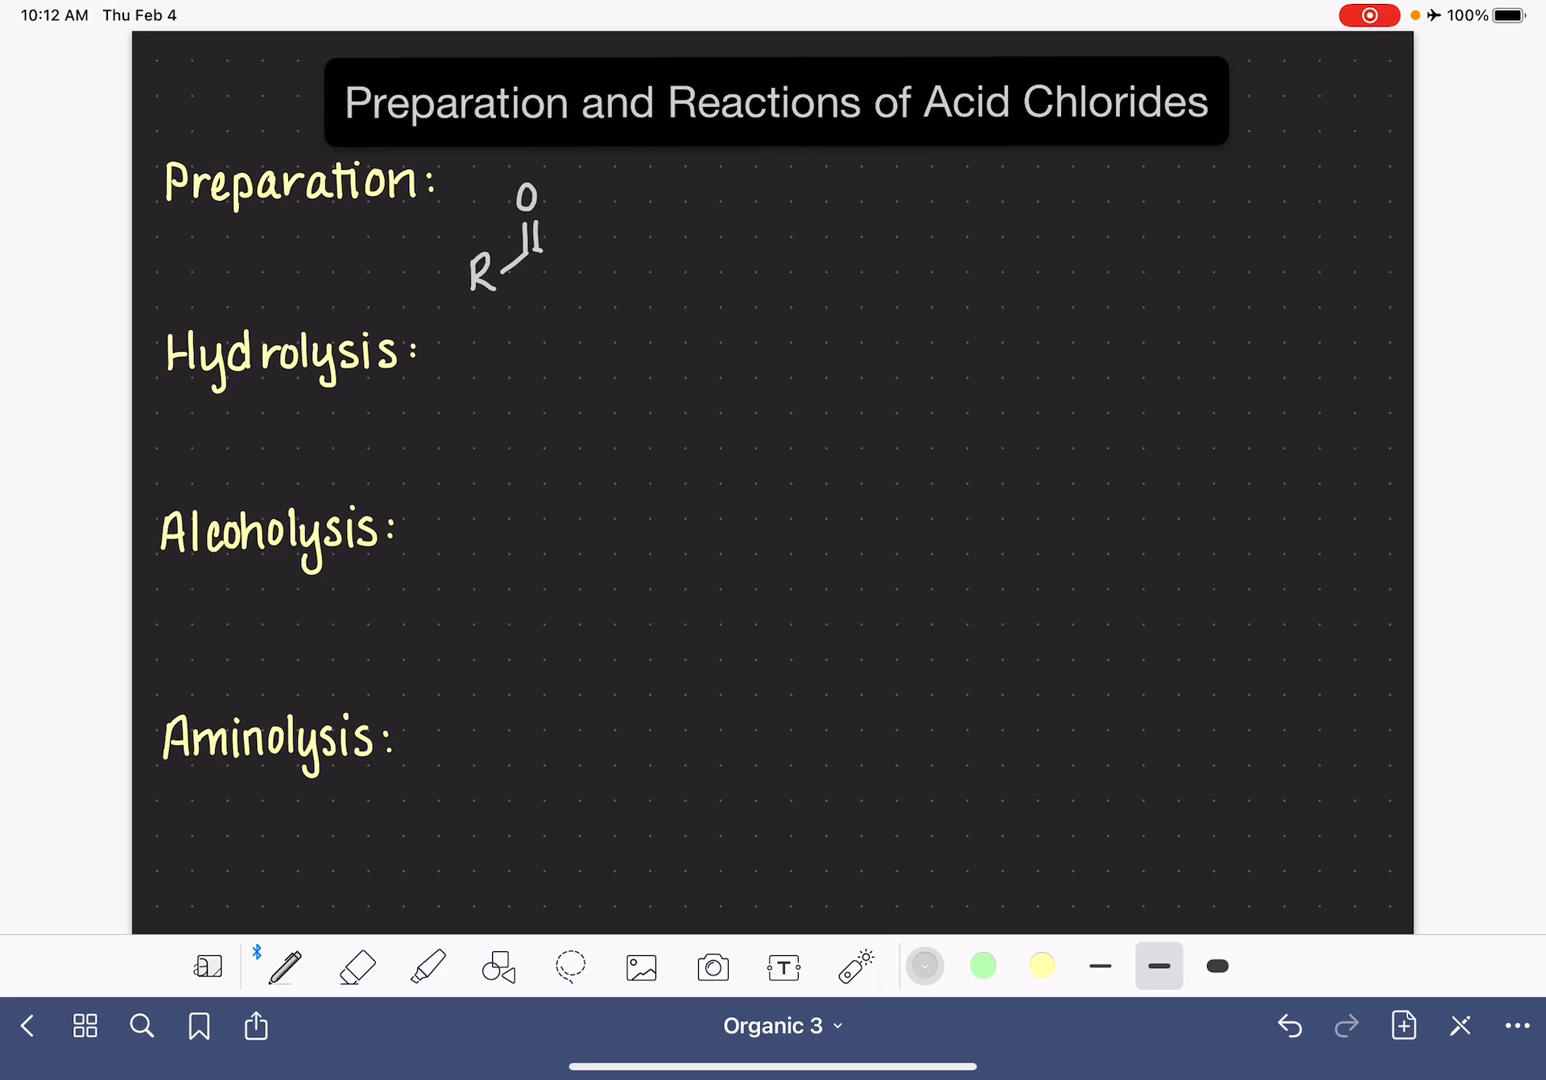 10:12 AM Thu Feb 4
100%
Preparation and Reactions of Acid Chlorides
Preparation:
O
R
Hydrolysis:
Alcoholysis:
Aminolysis:
T
Organic 3